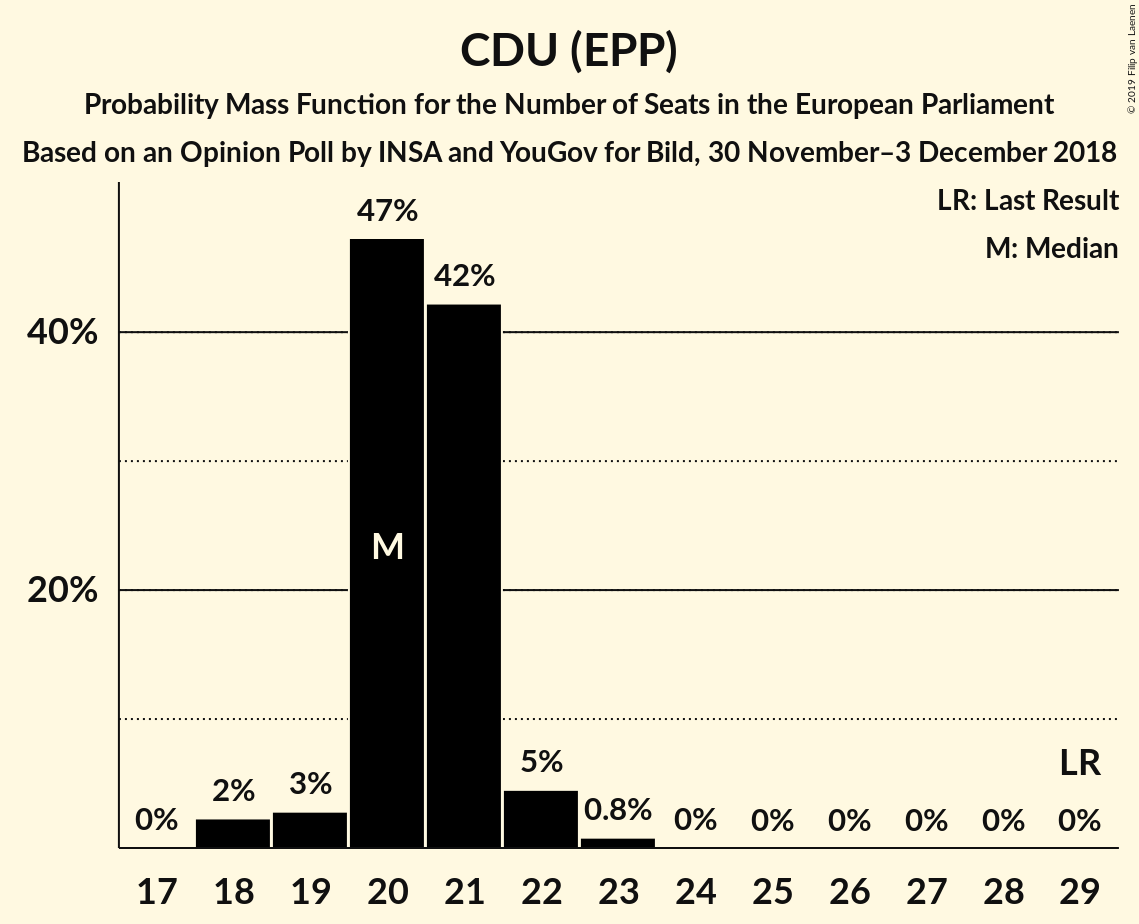 CDU (EPP)
Probability Mass Function for the Number of Seats in the European Parliament
Based on an Opinion Poll by INSA and YouGov for Bild, 30 November–3 December 2018
© 2019 Filip van Laenen
LR: Last Result
M: Median
47%
42%
40%
M
20%
LR
5%
3%
2%
0.8%
0%
0%
0%
0%
0%
0%
0%
17 18 19 20 21 22 23 24 25 26 27 28 29